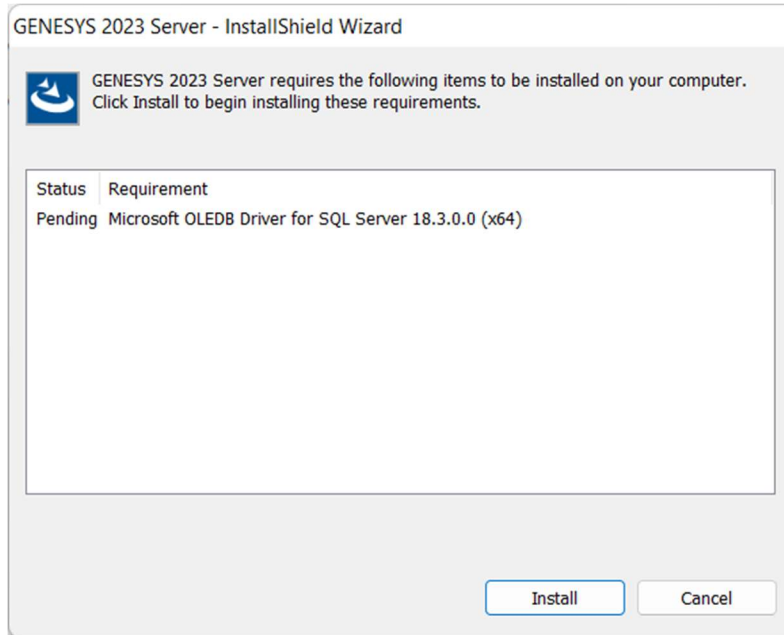 GENESYS 2023 Server - InstallShield Wizard
GENESYS 2023 Server requires the following items to be installed on your computer.
Click Install to begin installing these requirements.
Status Requirement
Pending Microsoft OLEDB Driver for SQL Server 18.3.0.0 (x64)
Install Cancel